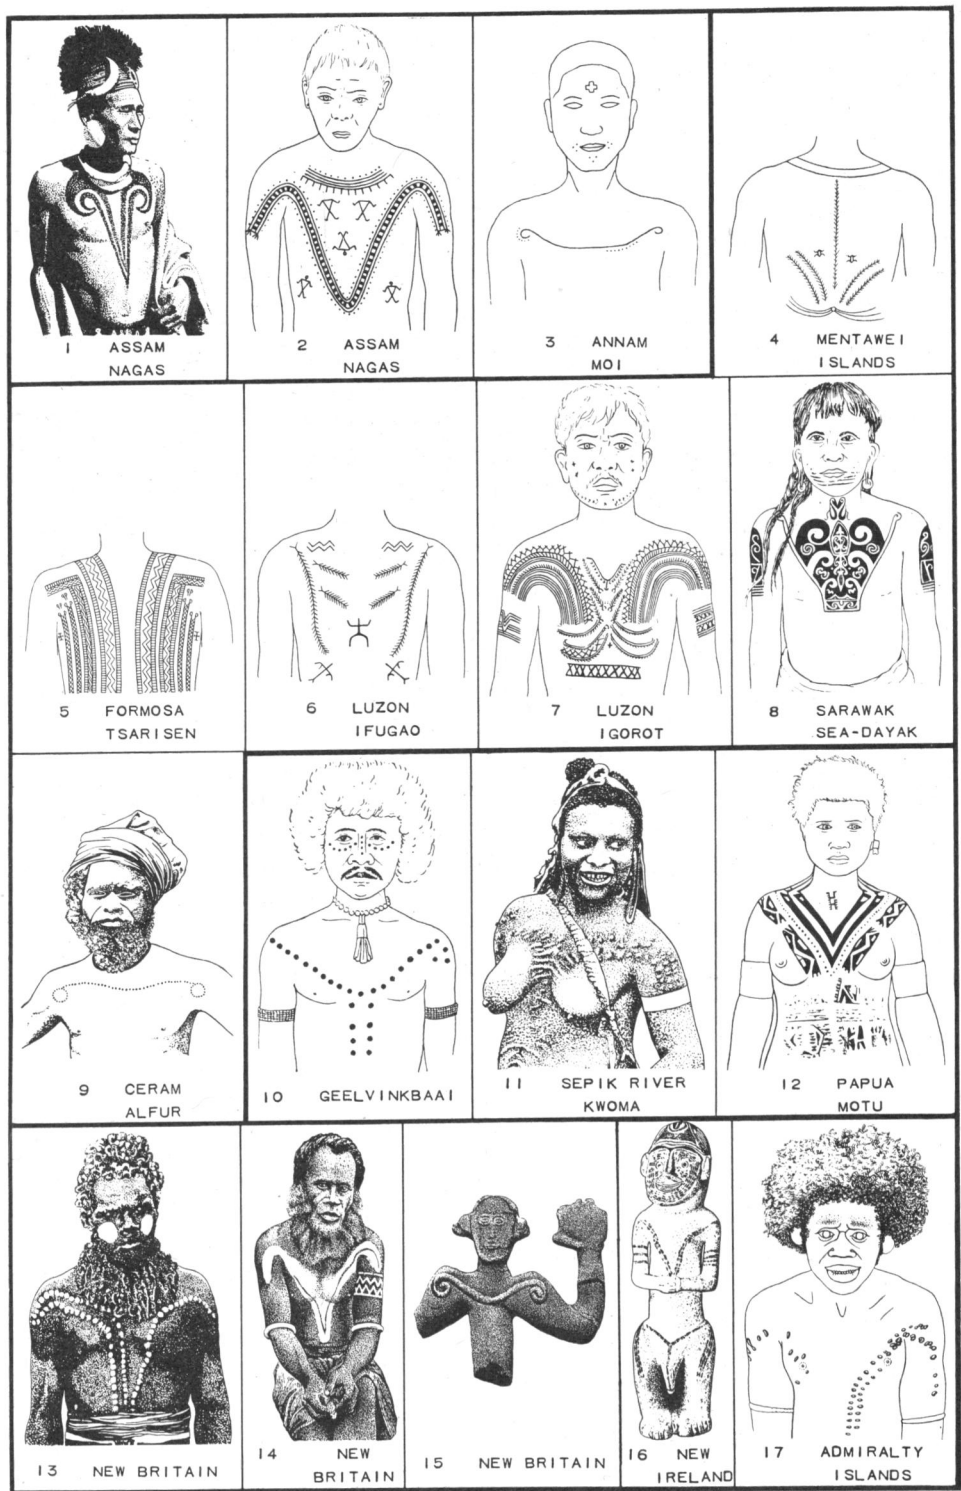 1 ASSAM
NAGAS
2 ASSAM
NAGAS
3 ANNAM
MOI
4 MENTAWEI
ISLANDS
5 FORMOSA
TSARISEN
6 LUZON
IFUGAO
7 LUZON
IGOROT
8 SARAWAK
SEA-DAYAK
9 CERAM
ALFUR
10 GEELVINKBAAI
11 SEPIK RIVER
KWOMA
12 PAPUA
MOTU
13 NEW BRITAIN
14 NEW
BRITAIN
15 NEW BRITAIN
16 NEW
IRELAND
17 ADMIRALTY
ISLANDS